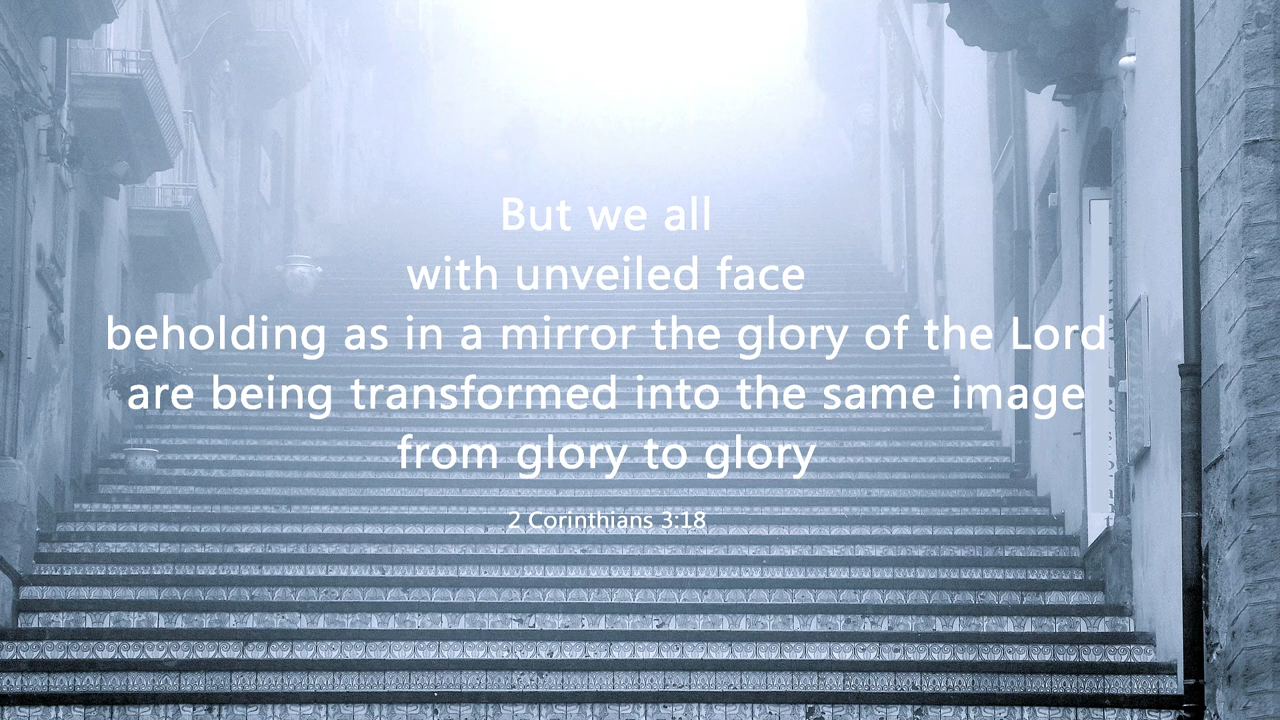 But we all
with unveiled face
beholding as in a mirror the glory of the Lord
are being transformed into the same image
from glory to glory
2 Corinthians 3:18